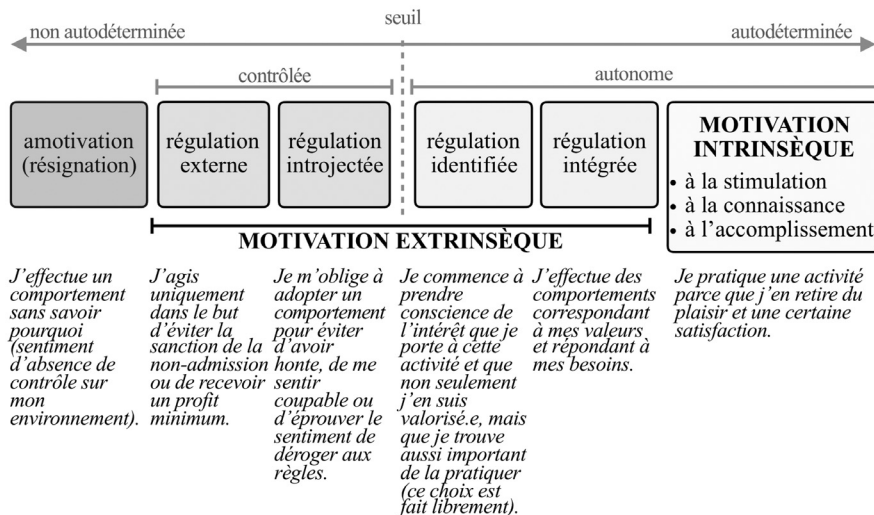 seuil
non autodéterminée
autodéterminée
contrôlée
autonome
amotivation
(résignation)
régulation
externe
régulation
introjectée
régulation
identifiée
régulation
intégrée
MOTIVATION
INTRINSÈQUE
• à la stimulation
• à la connaissance
• à l'accomplissement
MOTIVATION EXTRINSÈQUE
J'effectue un
comportement
sans savoir
pourquoi
(sentiment
d'absence de
contrôle sur
mon
environnement).
J'agis
uniquement
dans le but
d'éviter la
sanction de la
non-admission
ou de recevoir
un profit
minimum.
Je m'oblige à
adopter un
comportement
pour éviter
d'avoir
honte, de me
sentir
coupable ou
d'éprouver le
sentiment de
déroger aux
règles.
Je commence à
prendre
conscience de
l'intérêt que je
porte à cette
activité et que
non seulement
j'en suis
valorisé.e, mais
que je trouve
aussi important
de la pratiquer
(ce choix est
fait librement).
J'effectue des
comportements
correspondant
à mes valeurs
et répondant à
mes besoins.
Je pratique une activité
parce que j'en retire du
plaisir et une certaine
satisfaction.